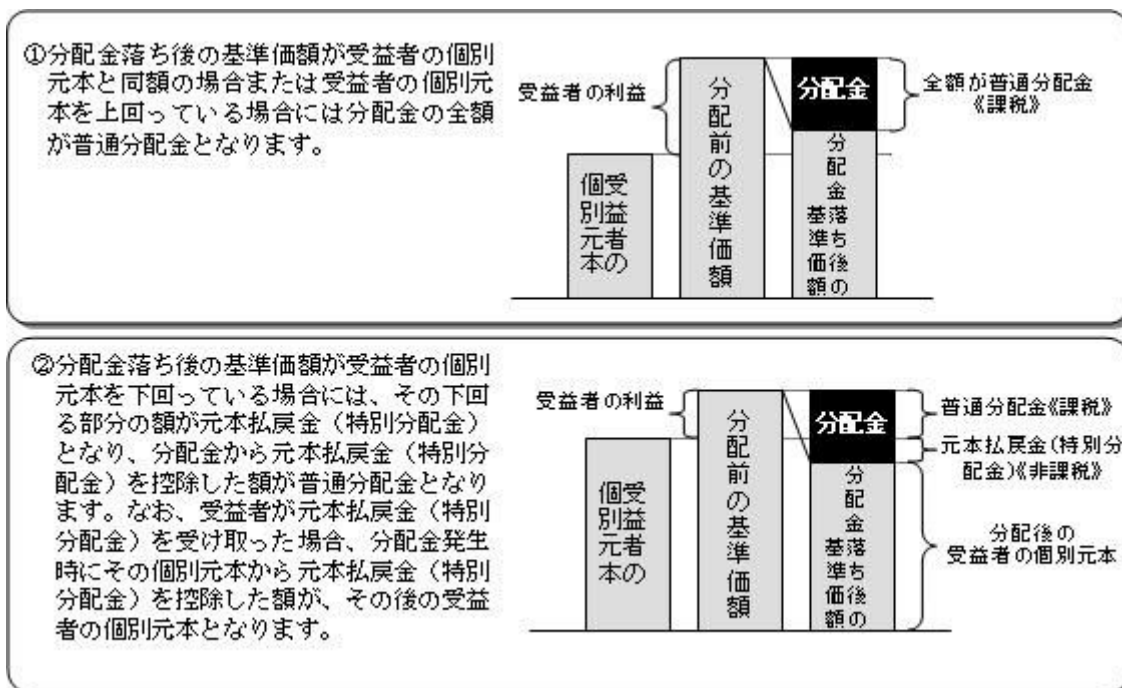 ①分配金落ち後の基準価額が受益者の個別
元本と同額の場合または受益者の個別元
本を上回っている場合には分配金の全額
が普通分配金となります。
受益者の利益
受益者の
個別元本
分配前の基準価額
分配金
分配金落ち後の
基準価額
全額が普通分配金
《課税》
②分配金落ち後の基準価額が受益者の個別
元本を下回っている場合には、その下回
る部分の額が元本払戻金（特別分配金）
となり、分配金から元本払戻金（特別分
配金）を控除した額が普通分配金となり
ます。なお、受益者が元本払戻金（特別
分配金）を受け取った場合、分配金発生
時にその個別元本から元本払戻金（特別
分配金）を控除した額が、その後の受益
者の個別元本となります。
受益者の利益
受益者の
個別元本
分配前の基準価額
分配金
分配金落ち後の
基準価額
普通分配金《課税》
元本払戻金(特別分
配金)《非課税》
分配後の
受益者の個別元本